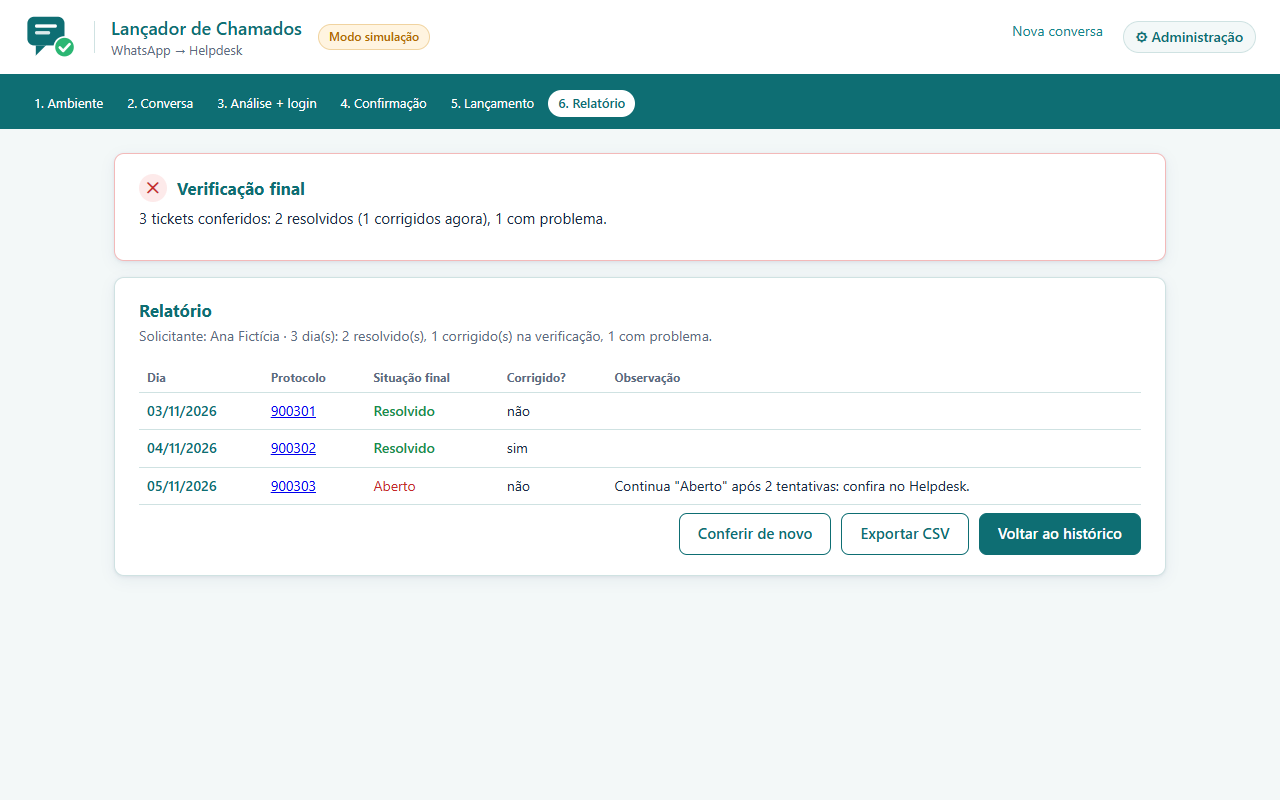 Lançador de Chamados
WhatsApp → Helpdesk
Modo simulação
Nova conversa
⚙ Administração
1. Ambiente
2. Conversa
3. Análise + login
4. Confirmação
5. Lançamento
6. Relatório
Verificação final
3 tickets conferidos: 2 resolvidos (1 corrigidos agora), 1 com problema.
Relatório
Solicitante: Ana Fictícia · 3 dia(s): 2 resolvido(s), 1 corrigido(s) na verificação, 1 com problema.
Dia Protocolo Situação final Corrigido? Observação
03/11/2026 900301 Resolvido não
04/11/2026 900302 Resolvido sim
05/11/2026 900303 Aberto não Continua "Aberto" após 2 tentativas: confira no Helpdesk.
Conferir de novo
Exportar CSV
Voltar ao histórico